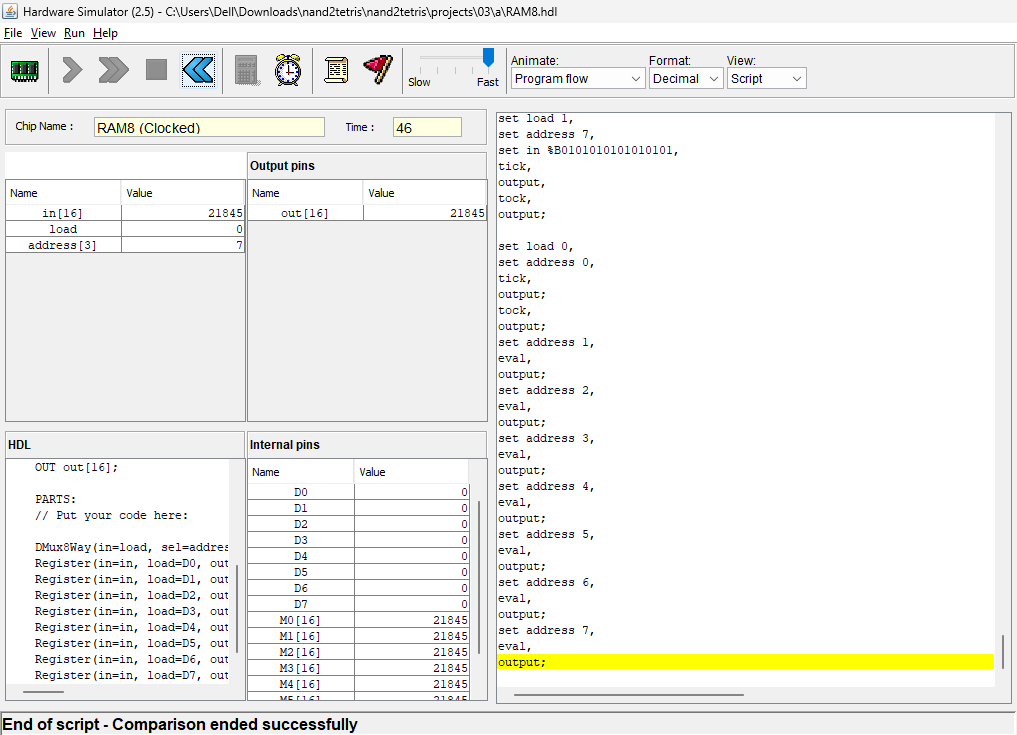 Hardware Simulator (2.5) - C:\Users\Dell\Downloads\nand2tetris\nand2tetris\projects\03\a\RAM8.hdl
File View Run Help
Slow Fast
Animate: Format: View:
Program flow Decimal Script
Chip Name : RAM8 (Clocked) Time : 46
Name Value
in[16] 21845
load 0
address[3] 7
Output pins
Name Value
out[16] 21845
HDL
OUT out[16];
PARTS:
// Put your code here:
DMux8Way(in=load, sel=addres
Register(in=in, load=D0, out
Register(in=in, load=D1, out
Register(in=in, load=D2, out
Register(in=in, load=D3, out
Register(in=in, load=D4, out
Register(in=in, load=D5, out
Register(in=in, load=D6, out
Register(in=in, load=D7, out
Internal pins
Name Value
D0 0
D1 0
D2 0
D3 0
D4 0
D5 0
D6 0
D7 0
M0[16] 21845
M1[16] 21845
M2[16] 21845
M3[16] 21845
M4[16] 21845
M5[16] 21845
set load 1,
set address 7,
set in %B0101010101010101,
tick,
output,
tock,
output;
set load 0,
set address 0,
tick,
output;
tock,
output;
set address 1,
eval,
output;
set address 2,
eval,
output;
set address 3,
eval,
output;
set address 4,
eval,
output;
set address 5,
eval,
output;
set address 6,
eval,
output;
set address 7,
eval,
output;
End of script - Comparison ended successfully